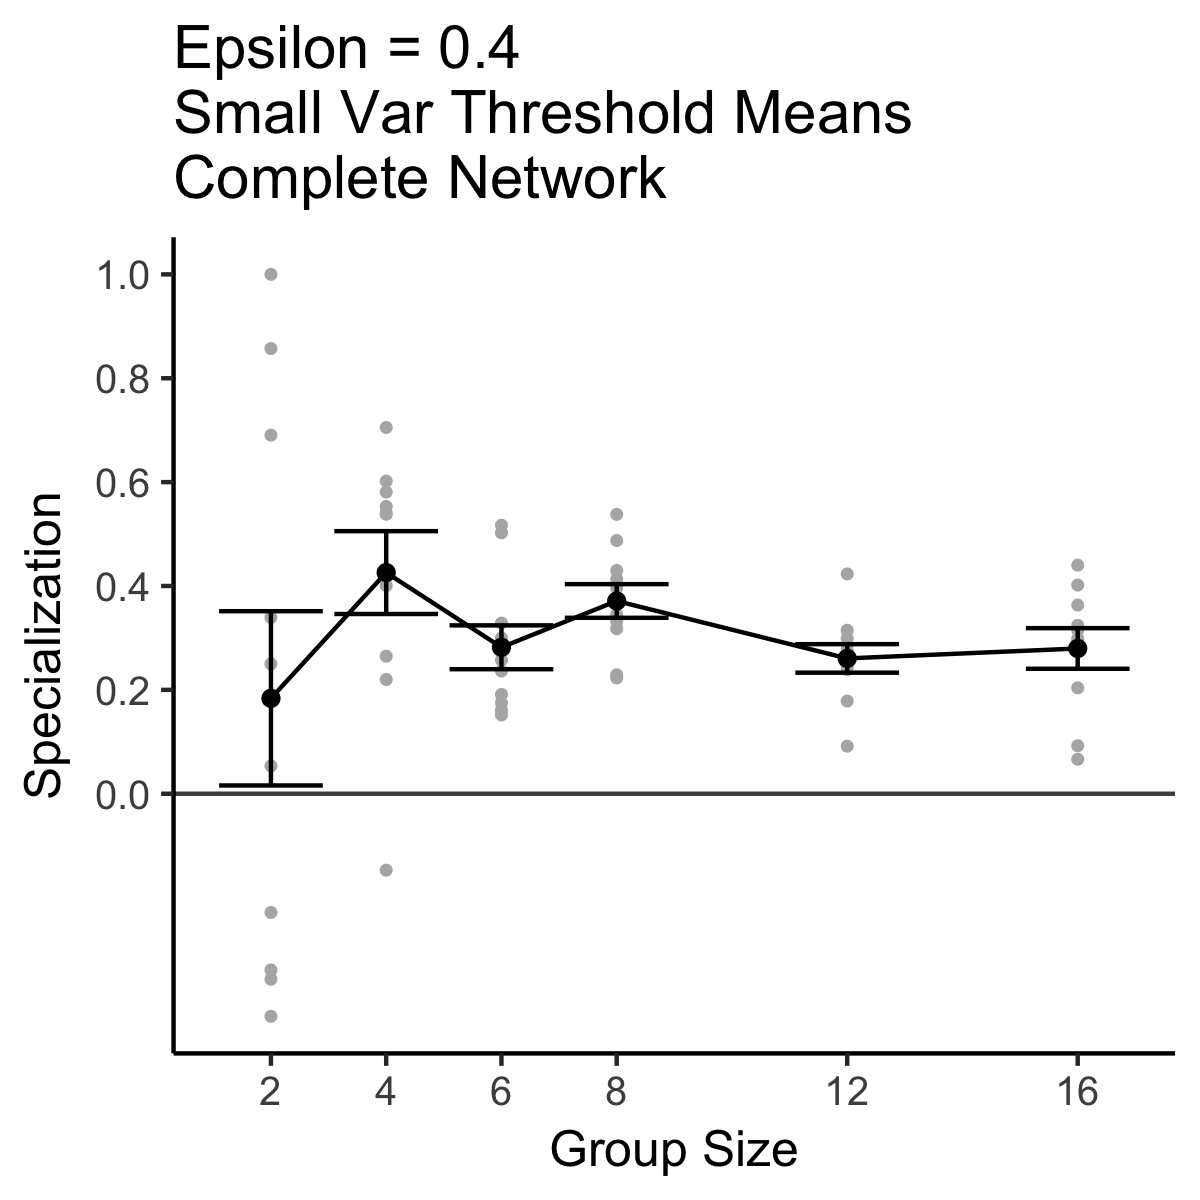 Epsilon = 0.4
Small Var Threshold Means
Complete Network
Specialization
1.0
0.8
0.6
0.4
0.2
0.0
2 4 6 8 12 16
Group Size